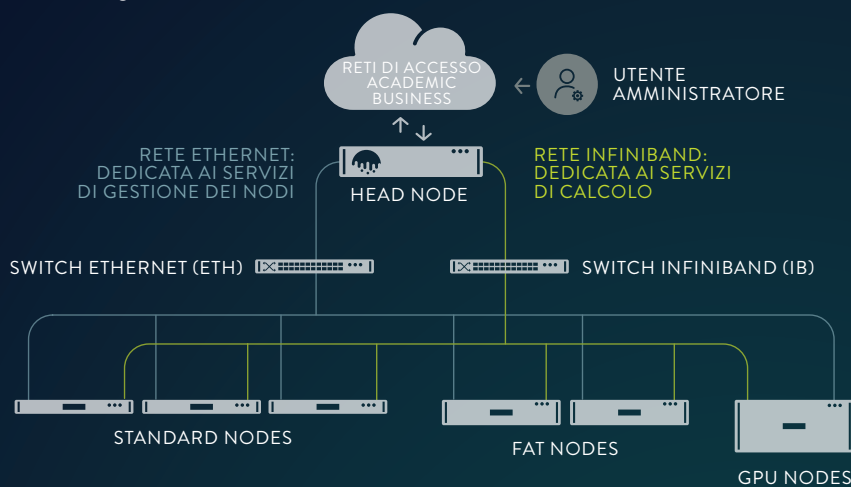 RETI DI ACCESSO
ACADEMIC
BUSINESS
UTENTE
AMMINISTRATORE
RETE ETHERNET:
DEDICATA AI SERVIZI
DI GESTIONE DEI NODI
HEAD NODE
RETE INFINIBAND:
DEDICATA AI SERVIZI
DI CALCOLO
SWITCH ETHERNET (ETH)
SWITCH INFINIBAND (IB)
STANDARD NODES
FAT NODES
GPU NODES